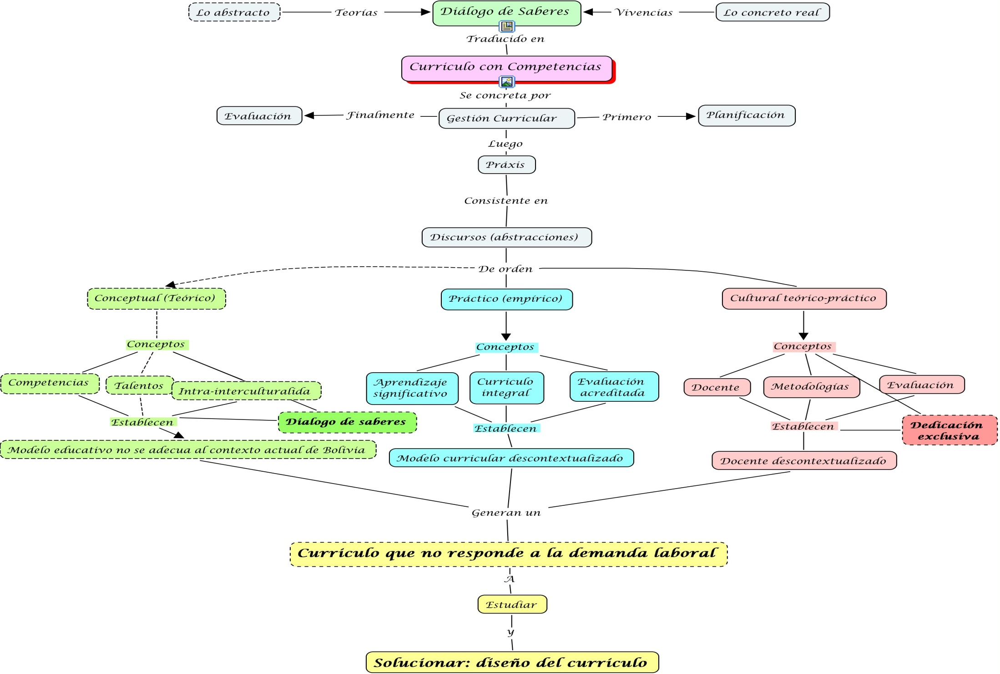 Lo abstracto
Teorías
Diálogo de Saberes
Vivencias
Lo concreto real
Traducido en
Currículo con Competencias
Se concreta por
Evaluación
Finalmente
Gestión Curricular
Primero
Planificación
Luego
Práxis
Consistente en
Discursos (abstracciones)
De orden
Conceptual (Teórico)
Práctico (empírico)
Cultural teórico-práctico
Conceptos
Conceptos
Conceptos
Competencias
Talentos
Intra-interculturalida
Aprendizaje
significativo
Currículo
integral
Evaluación
acreditada
Docente
Metodologías
Evaluación
Establecen
Dialogo de saberes
Establecen
Establecen
Dedicación
exclusiva
Modelo educativo no se adecua al contexto actual de Bolivia
Modelo curricular descontextualizado
Docente descontextualizado
Generan un
Currículo que no responde a la demanda laboral
A
Estudiar
y
Solucionar: diseño del currículo